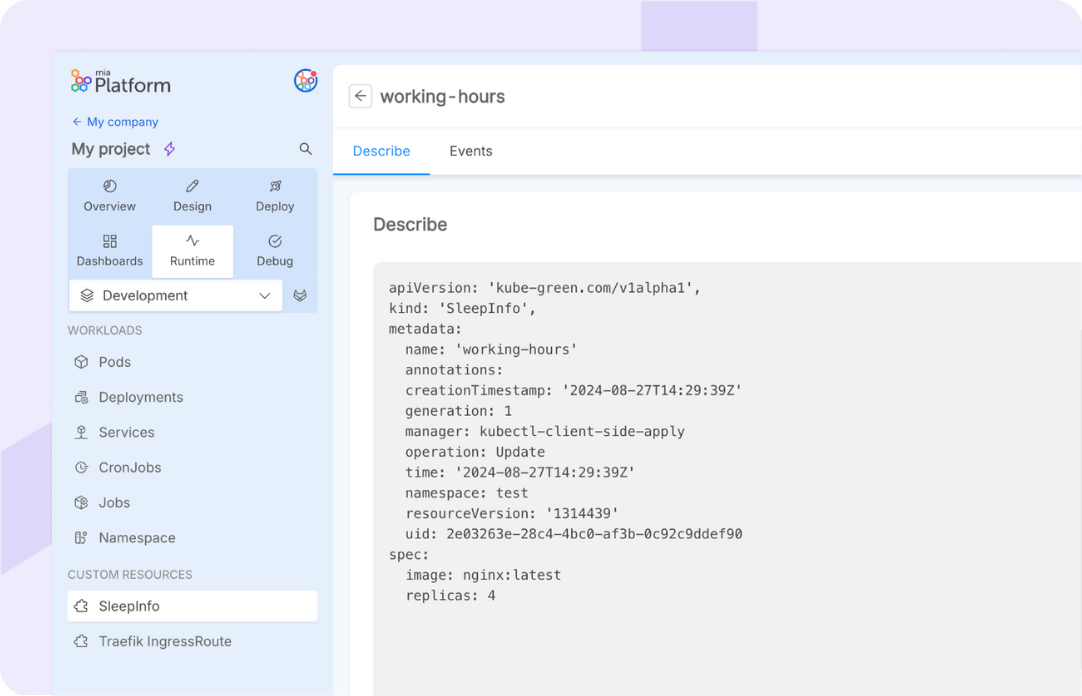 mia
Platform
My company
My project
Overview
Design
Deploy
Dashboards
Runtime
Debug
Development
WORKLOADS
Pods
Deployments
Services
CronJobs
Jobs
Namespace
CUSTOM RESOURCES
SleepInfo
Traefik IngressRoute
working-hours
Describe
Events
Describe
apiVersion: 'kube-green.com/v1alpha1',
kind: 'SleepInfo',
metadata:
name: 'working-hours'
annotations:
creationTimestamp: '2024-08-27T14:29:39Z'
generation: 1
manager: kubectl-client-side-apply
operation: Update
time: '2024-08-27T14:29:39Z'
namespace: test
resourceVersion: '1314439'
uid: 2e03263e-28c4-4bc0-af3b-0c92c9ddef90
spec:
image: nginx:latest
replicas: 4